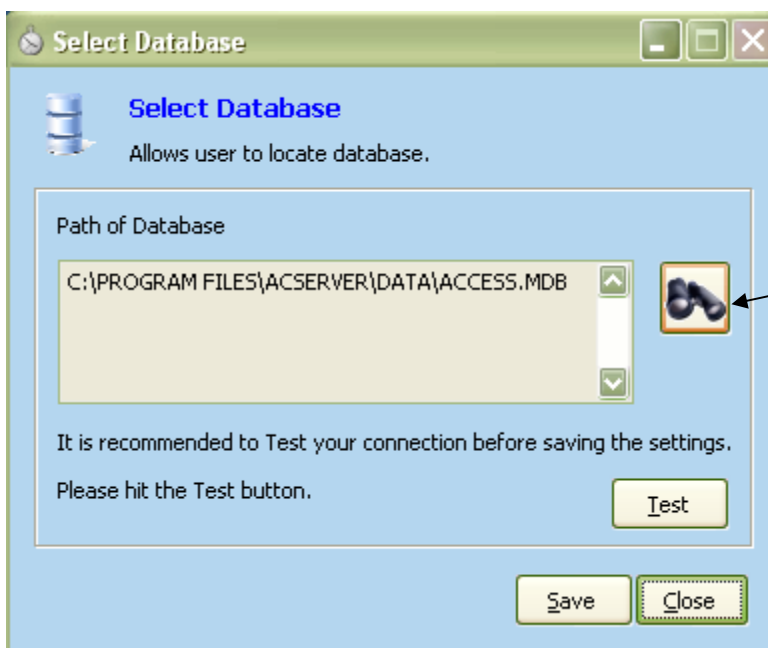 Select Database
Select Database
Allows user to locate database.
Path of Database
C:\PROGRAM FILES\ACSERVER\DATA\ACCESS.MDB
It is recommended to Test your connection before saving the settings.
Please hit the Test button.
Test
Save Close